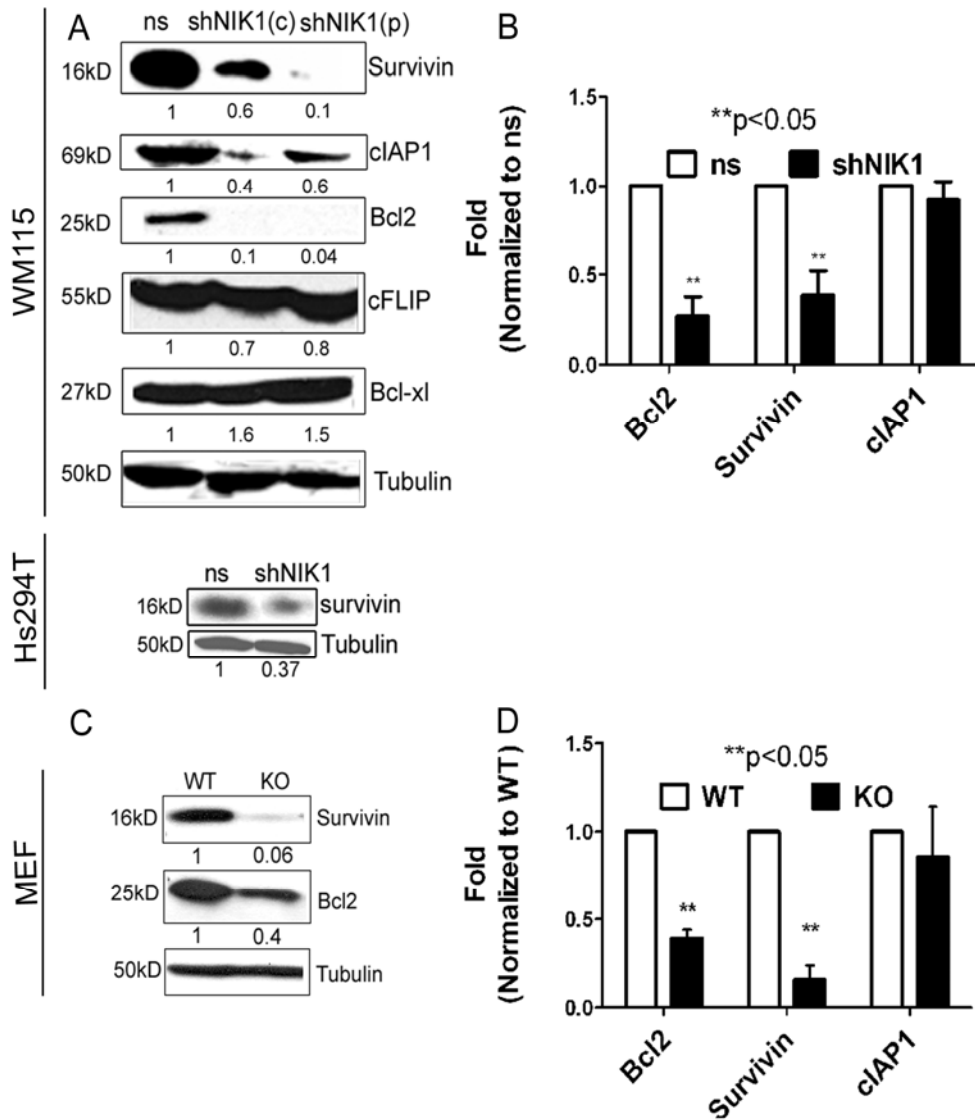 A
ns shNIK1(c) shNIK1(p)
WM115
16kD Survivin
1 0.6 0.1
69kD cIAP1
1 0.4 0.6
25kD Bcl2
1 0.1 0.04
55kD cFLIP
1 0.7 0.8
27kD Bcl-xl
1 1.6 1.5
50kD Tubulin
Hs294T
ns shNIK1
16kD survivin
50kD Tubulin
1 0.37
B
Fold
(Normalized to ns)
1.5
1.0
0.5
0.0
**p<0.05
ns shNIK1
** **
Bcl2 Survivin cIAP1
C
MEF
WT KO
16kD Survivin
1 0.06
25kD Bcl2
1 0.4
50kD Tubulin
D
Fold
(Normalized to WT)
1.5
1.0
0.5
0.0
**p<0.05
WT KO
** **
Bcl2 Survivin cIAP1